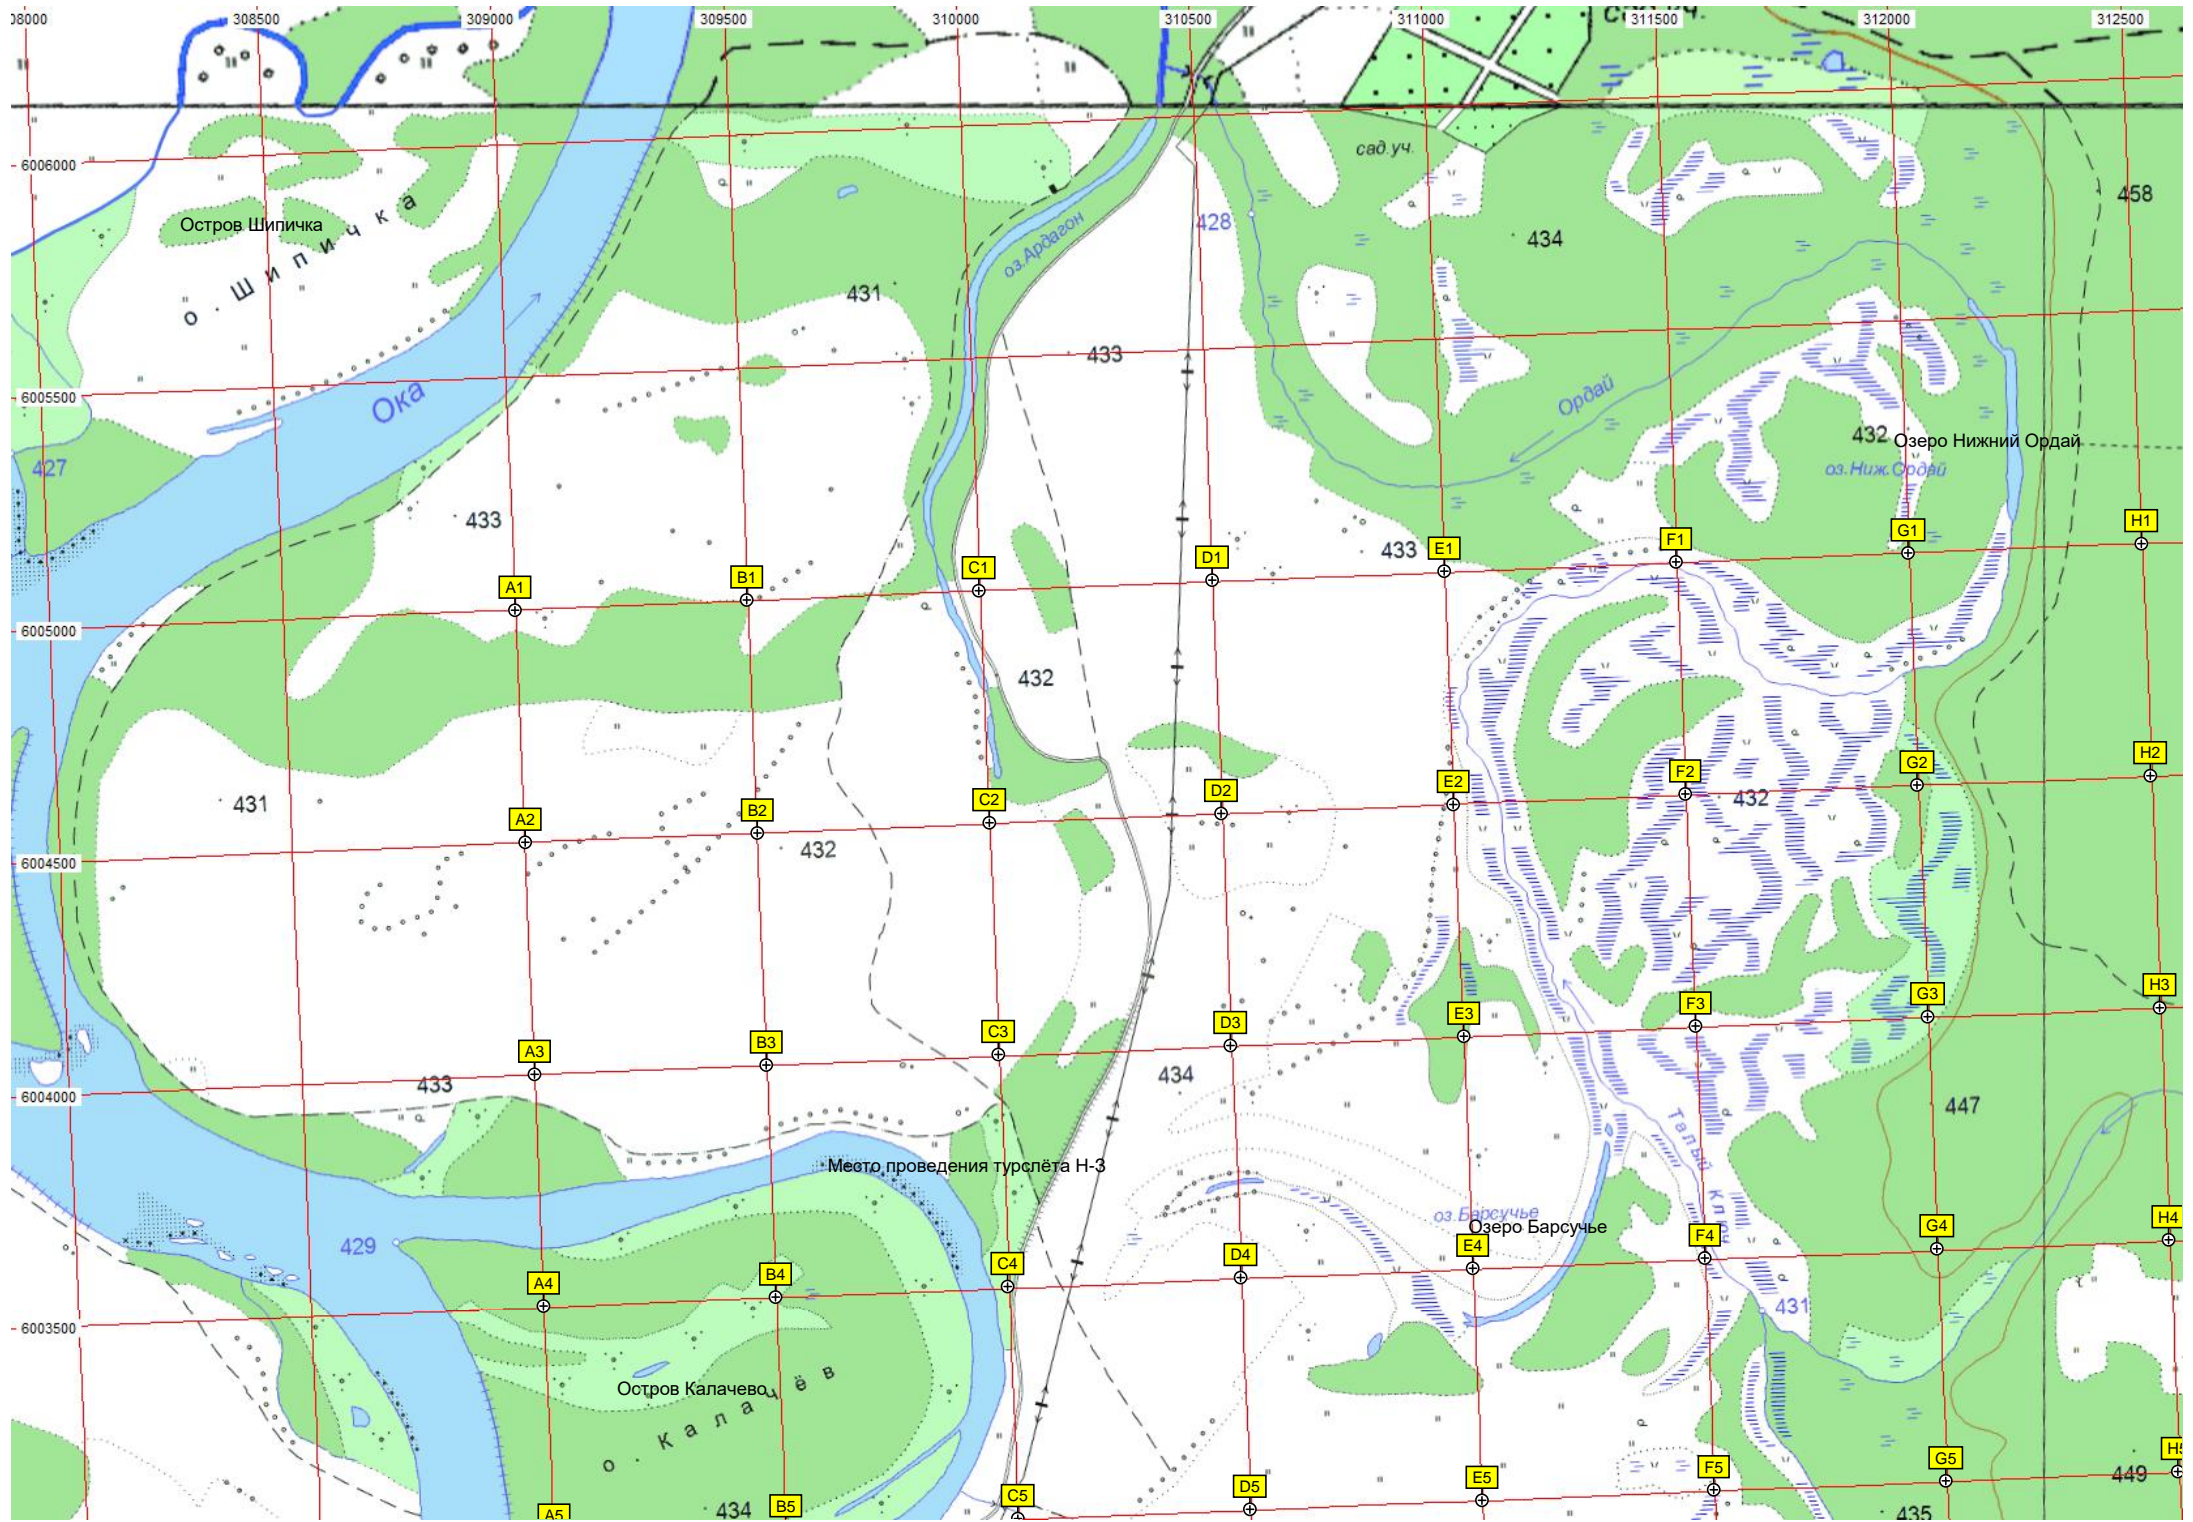 08000 308500 309000 309500 310000 310500 311000 311500 312000 312500
6006000
сад.уч.
458
Остров Шипичка
о. Шипичка
428
434
оз.Ардагон
431
433
6005500
Ока
Ордай
432
Озеро Нижний Ордай
оз.Ниж.Ордай
427
433
433
H1
G1
F1
E1
D1
C1
B1
A1
6005000
432
H2
G2
F2
E2
D2
C2
B2
A2
431
432
432
6004500
H3
G3
F3
E3
D3
C3
B3
A3
433
434
6004000
447
Талый Ключ
Место проведения турслёта Н-3
оз.Барсучье
Озеро Барсучье
429
H4
G4
F4
E4
D4
C4
B4
A4
431
6003500
Остров Калачево
о. Калачёв
H5
G5
F5
E5
D5
C5
B5
A5
449
434
435